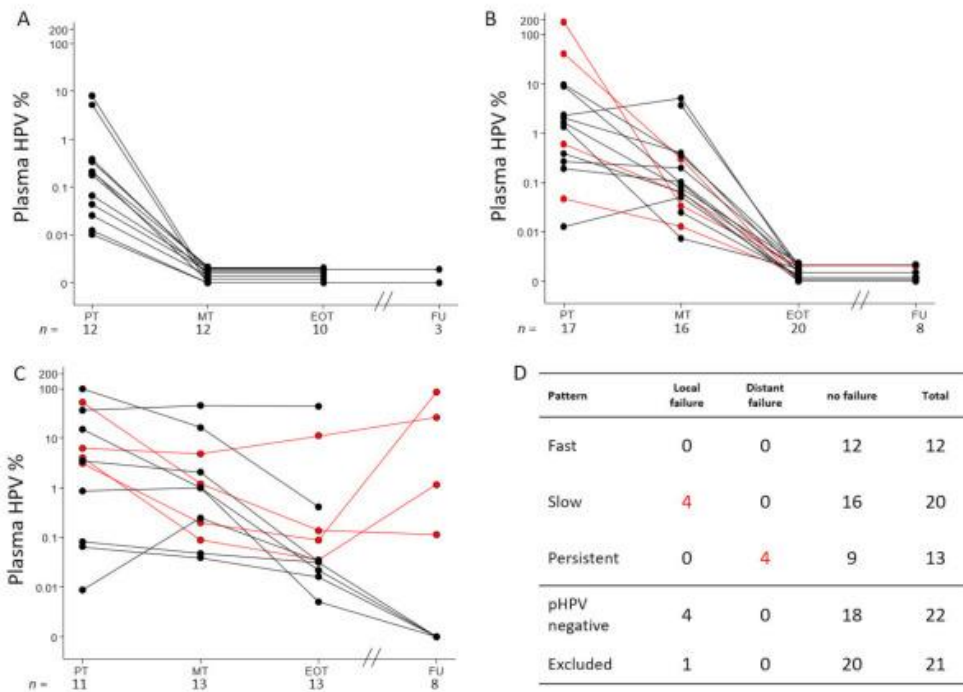 A
200
100
10
1
0.1
0.01
0
Plasma HPV %
PT MT EOT FU
n = 12 12 10 3
B
200
100
10
1
0.1
0.01
0
Plasma HPV %
PT MT EOT FU
n = 17 16 20 8
C
200
100
10
1
0.1
0.01
0
Plasma HPV %
PT MT EOT FU
n = 11 13 13 8
D
Pattern Local failure Distant failure no failure Total
Fast 0 0 12 12
Slow 4 0 16 20
Persistent 0 4 9 13
pHPV negative 4 0 18 22
Excluded 1 0 20 21